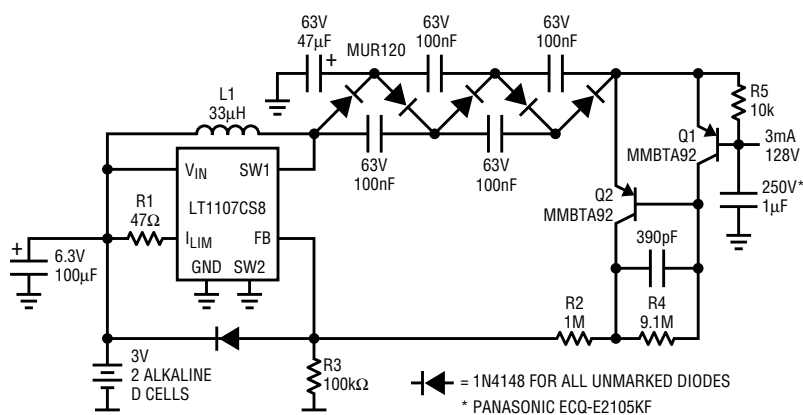 63V
47µF
+
MUR120
63V
100nF
63V
100nF
L1
33µH
63V
100nF
63V
100nF
R5
10k
Q1
MMBTA92
3mA
128V
Q2
MMBTA92
250V*
1µF
390pF
VIN
SW1
LT1107CS8
ILIM
FB
GND
SW2
R1
47Ω
+
6.3V
100µF
R2
1M
R4
9.1M
3V
2 ALKALINE
D CELLS
R3
100kΩ
= 1N4148 FOR ALL UNMARKED DIODES
* PANASONIC ECQ-E2105KF